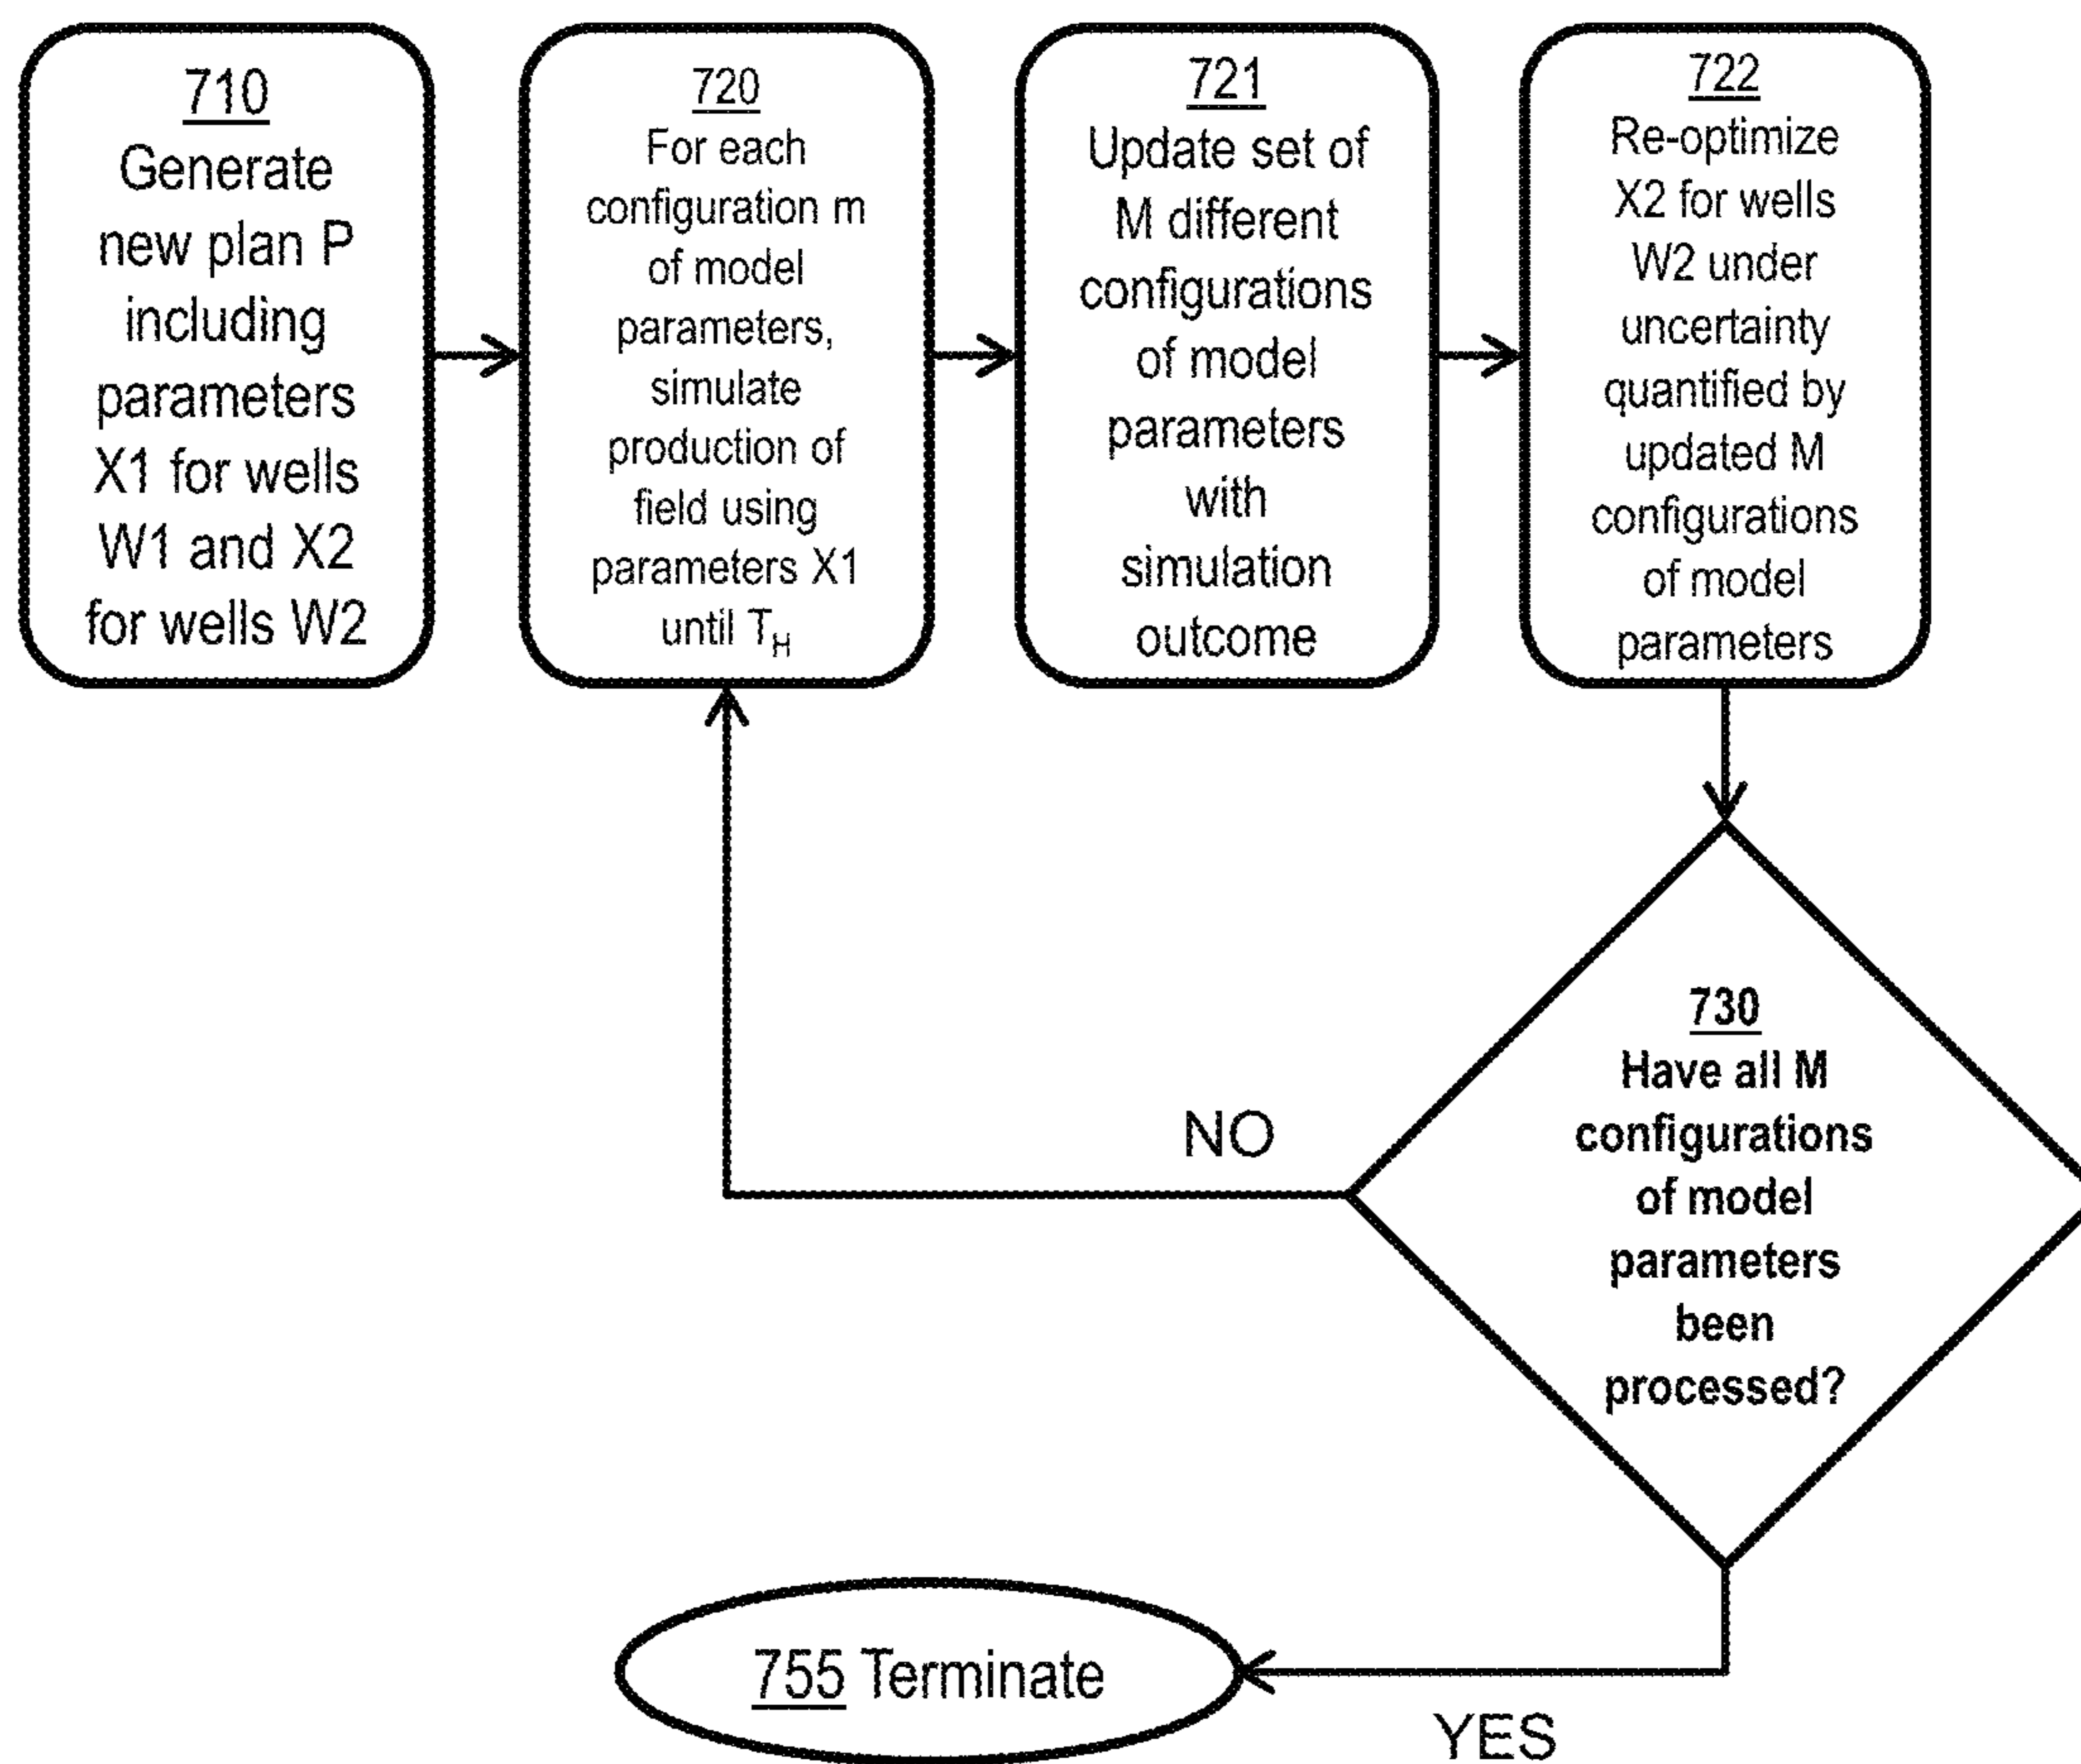 710
Generate
new plan P
including
parameters
X1 for wells
W1 and X2
for wells W2
720
For each
configuration m
of model
parameters,
simulate
production of
field using
parameters X1
until T_H
721
Update set of
M different
configurations
of model
parameters
with
simulation
outcome
722
Re-optimize
X2 for wells
W2 under
uncertainty
quantified by
updated M
configurations
of model
parameters
730
Have all M
configurations
of model
parameters
been
processed?
NO
755 Terminate
YES